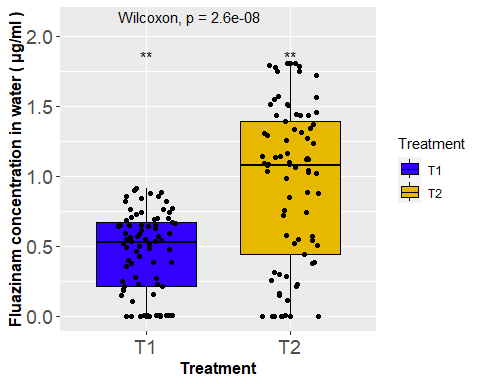 Wilcoxon, p = 2.6e-08
** **
Fluazinam concentration in water ( µg/ml )
2.0
1.5
1.0
0.5
0.0
T1 T2
Treatment
Treatment
T1
T2